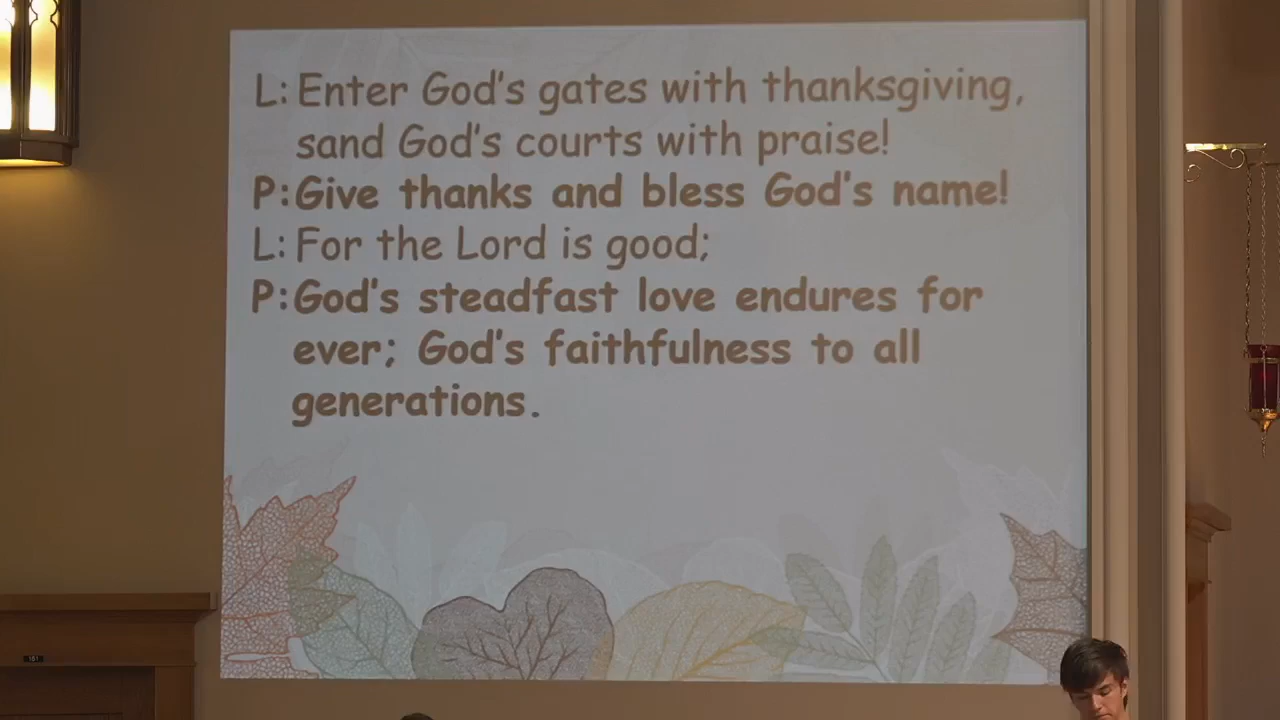 L: Enter God's gates with thanksgiving,
sand God's courts with praise!
P: Give thanks and bless God's name!
L: For the Lord is good;
P: God's steadfast love endures for
ever; God's faithfulness to all
generations.